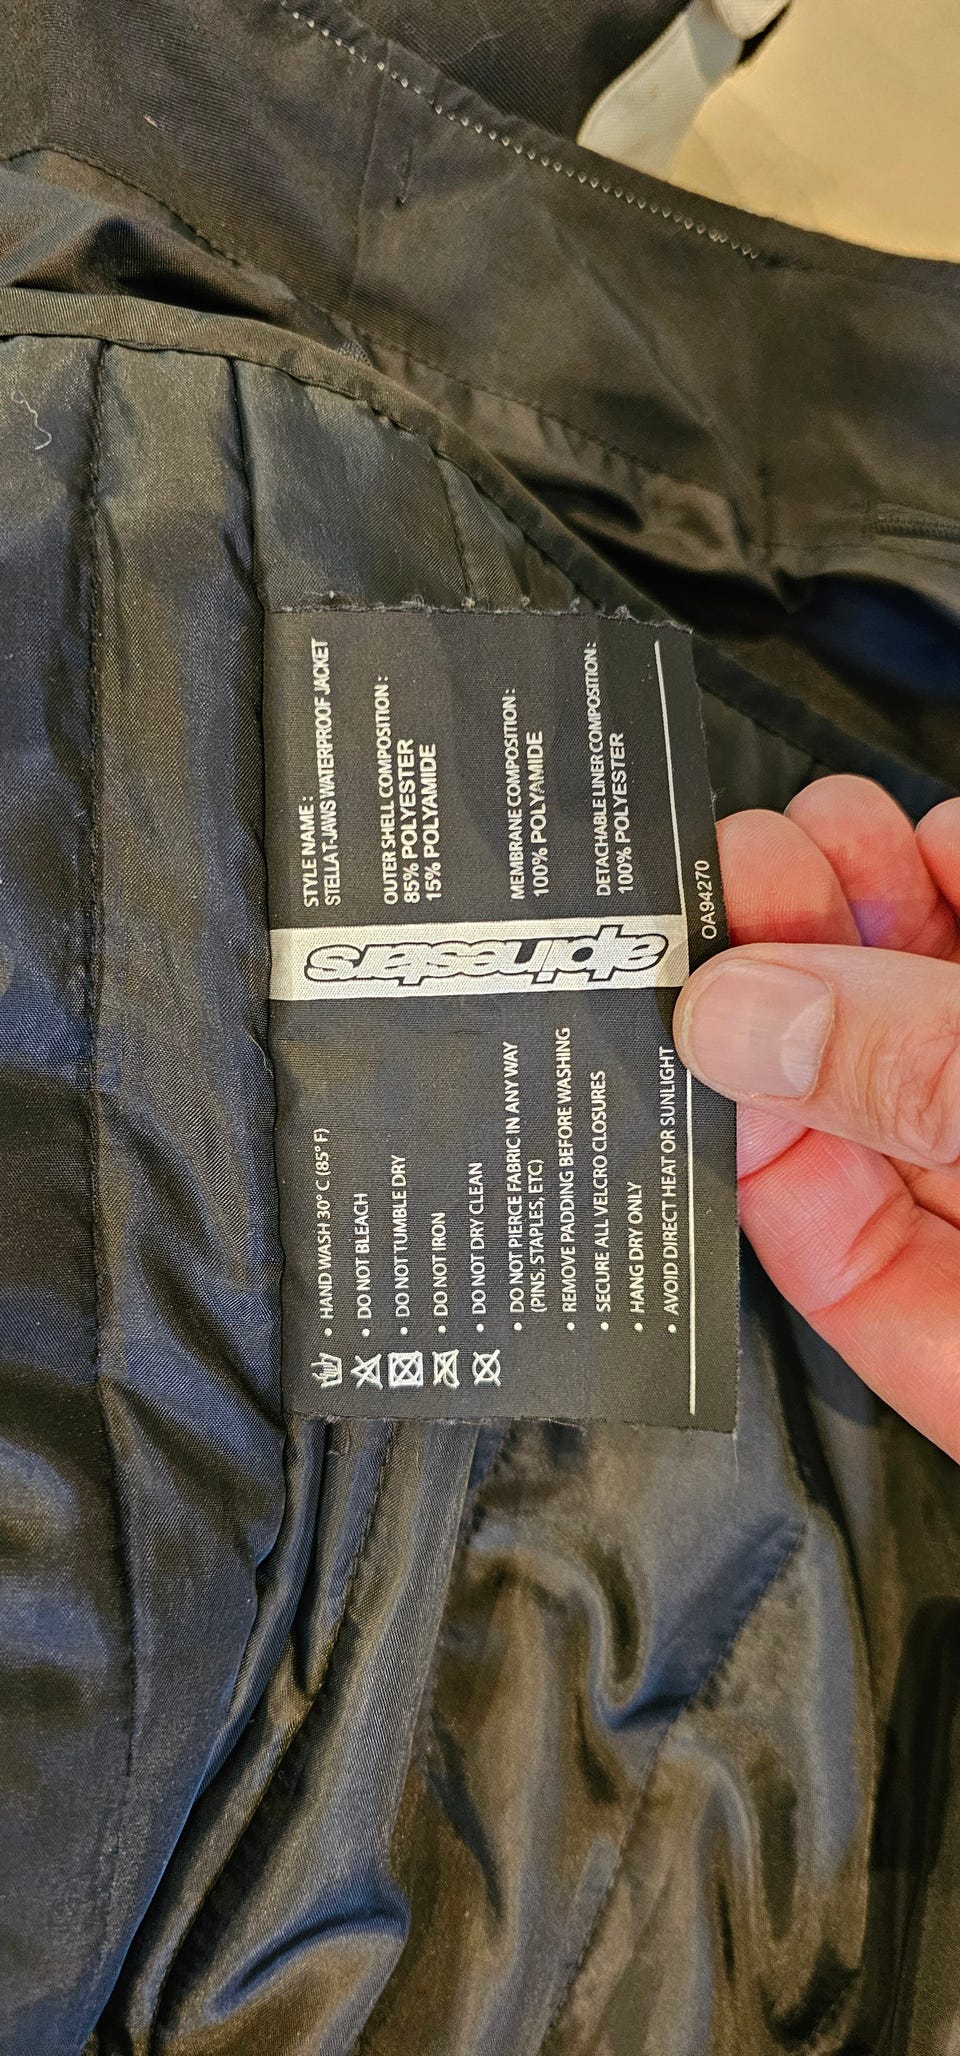 STYLE NAME :
STELLA T-JAWS WATERPROOF JACKET
OUTER SHELL COMPOSITION :
85% POLYESTER
15% POLYAMIDE
MEMBRANE COMPOSITION :
100% POLYAMIDE
DETACHABLE LINER COMPOSITION:
100% POLYESTER
OA94270
alpinestars
• HAND WASH 30° C (85° F)
• DO NOT BLEACH
• DO NOT TUMBLE DRY
• DO NOT IRON
• DO NOT DRY CLEAN
• DO NOT PIERCE FABRIC IN ANY WAY
(PINS, STAPLES, ETC)
• REMOVE PADDING BEFORE WASHING
• SECURE ALL VELCRO CLOSURES
• HANG DRY ONLY
• AVOID DIRECT HEAT OR SUNLIGHT